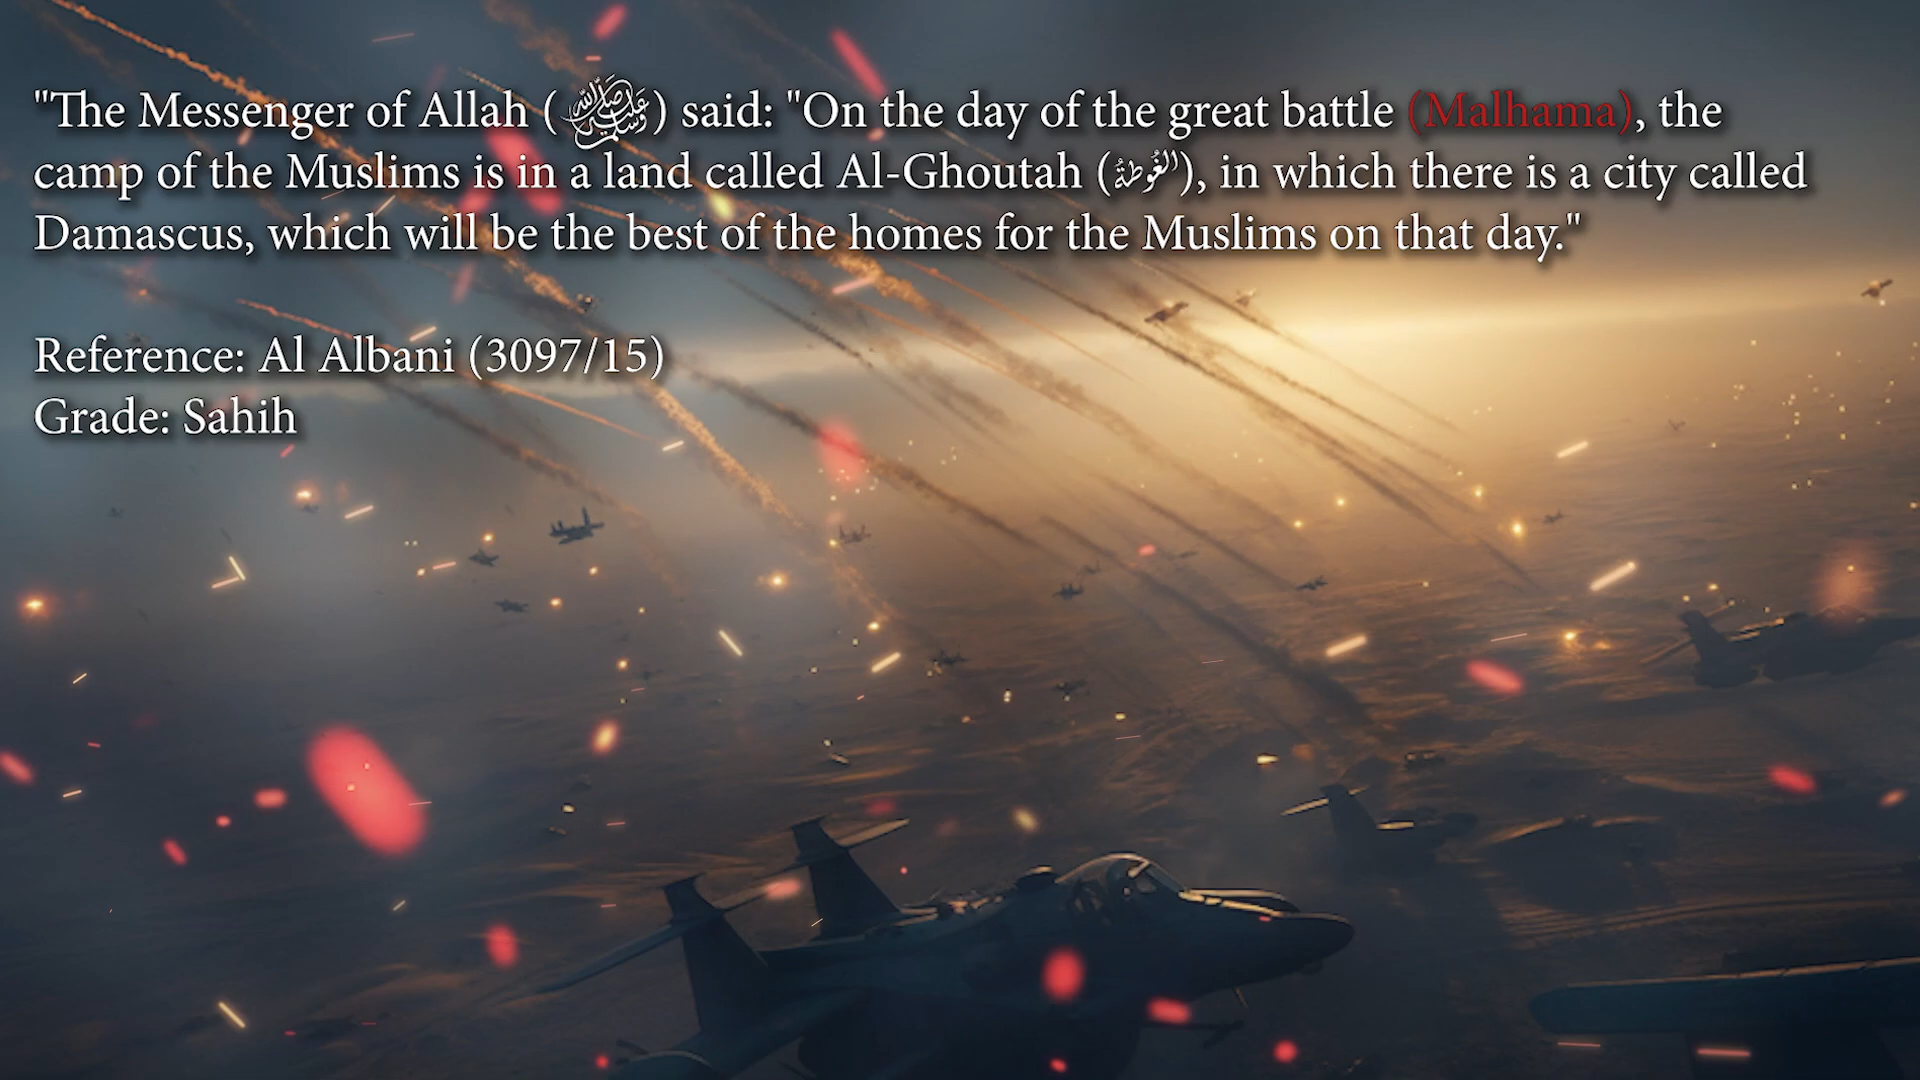 "The Messenger of Allah (ﷺ) said: "On the day of the great battle (Malhama), the
camp of the Muslims is in a land called Al-Ghoutah (الغُوطَةُ), in which there is a city called
Damascus, which will be the best of the homes for the Muslims on that day."
Reference: Al Albani (3097/15)
Grade: Sahih